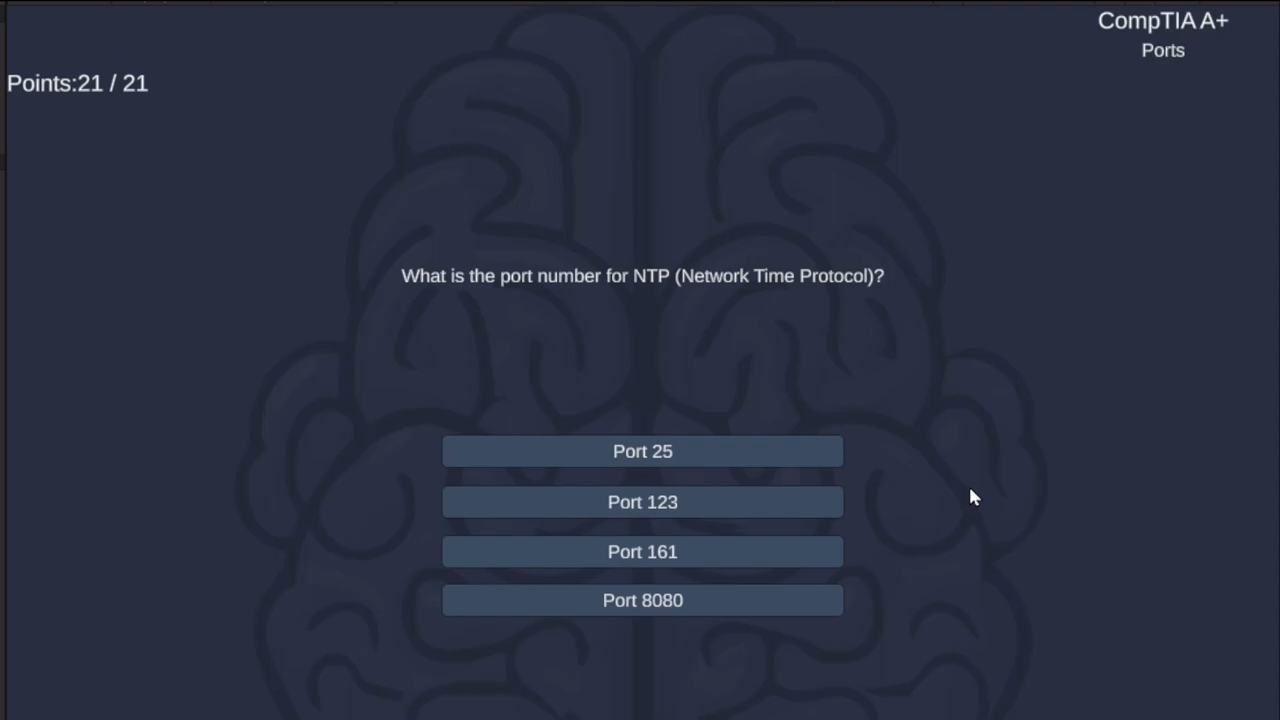 CompTIA A+
Ports
Points:21 / 21
What is the port number for NTP (Network Time Protocol)?
Port 25
Port 123
Port 161
Port 8080